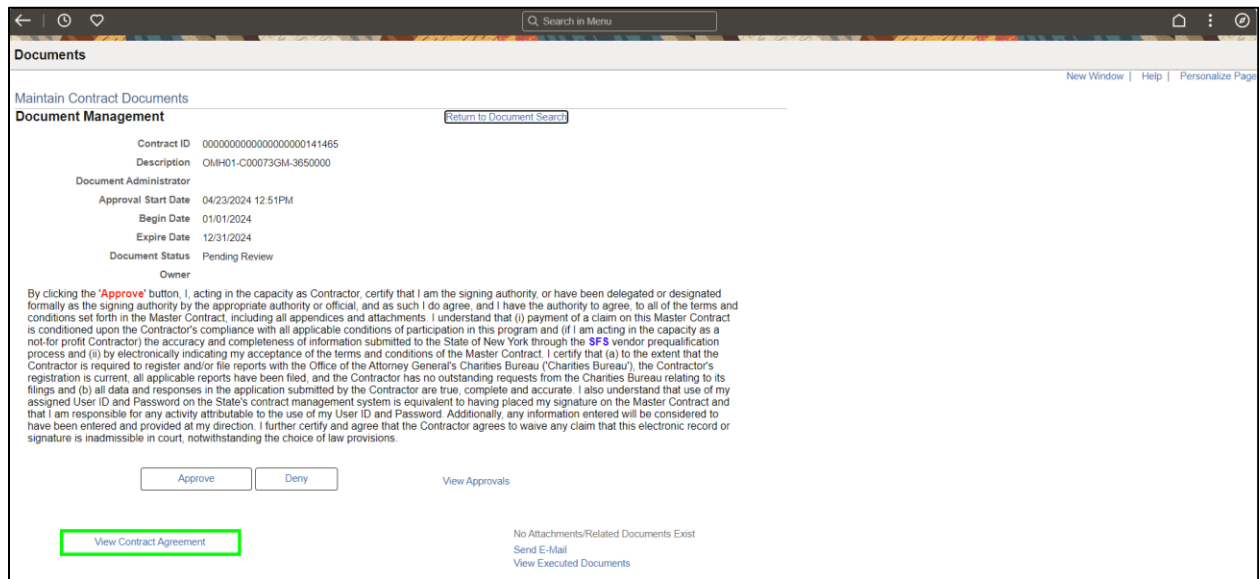 Search in Menu
Documents
New Window | Help | Personalize Page
Maintain Contract Documents
Document Management
Return to Document Search
Contract ID 0000000000000000000141465
Description OMH01-C00073GM-3650000
Document Administrator
Approval Start Date 04/23/2024 12:51PM
Begin Date 01/01/2024
Expire Date 12/31/2024
Document Status Pending Review
Owner
By clicking the 'Approve' button, I, acting in the capacity as Contractor, certify that I am the signing authority, or have been delegated or designated
formally as the signing authority by the appropriate authority or official, and as such I do agree, and I have the authority to agree, to all of the terms and
conditions set forth in the Master Contract, including all appendices and attachments. I understand that (i) payment of a claim on this Master Contract
is conditioned upon the Contractor's compliance with all applicable conditions of participation in this program and (if I am acting in the capacity as a
not-for profit Contractor) the accuracy and completeness of information submitted to the State of New York through the SFS vendor prequalification
process and (ii) by electronically indicating my acceptance of the terms and conditions of the Master Contract. I certify that (a) to the extent that the
Contractor is required to register and/or file reports with the Office of the Attorney General's Charities Bureau ('Charities Bureau'), the Contractor's
registration is current, all applicable reports have been filed, and the Contractor has no outstanding requests from the Charities Bureau relating to its
filings and (b) all data and responses in the application submitted by the Contractor are true, complete and accurate. I also understand that use of my
assigned User ID and Password on the State's contract management system is equivalent to having placed my signature on the Master Contract and
that I am responsible for any activity attributable to the use of my User ID and Password. Additionally, any information entered will be considered to
have been entered and provided at my direction. I further certify and agree that the Contractor agrees to waive any claim that this electronic record or
signature is inadmissible in court, notwithstanding the choice of law provisions.
Approve
Deny
View Approvals
View Contract Agreement
No Attachments/Related Documents Exist
Send E-Mail
View Executed Documents